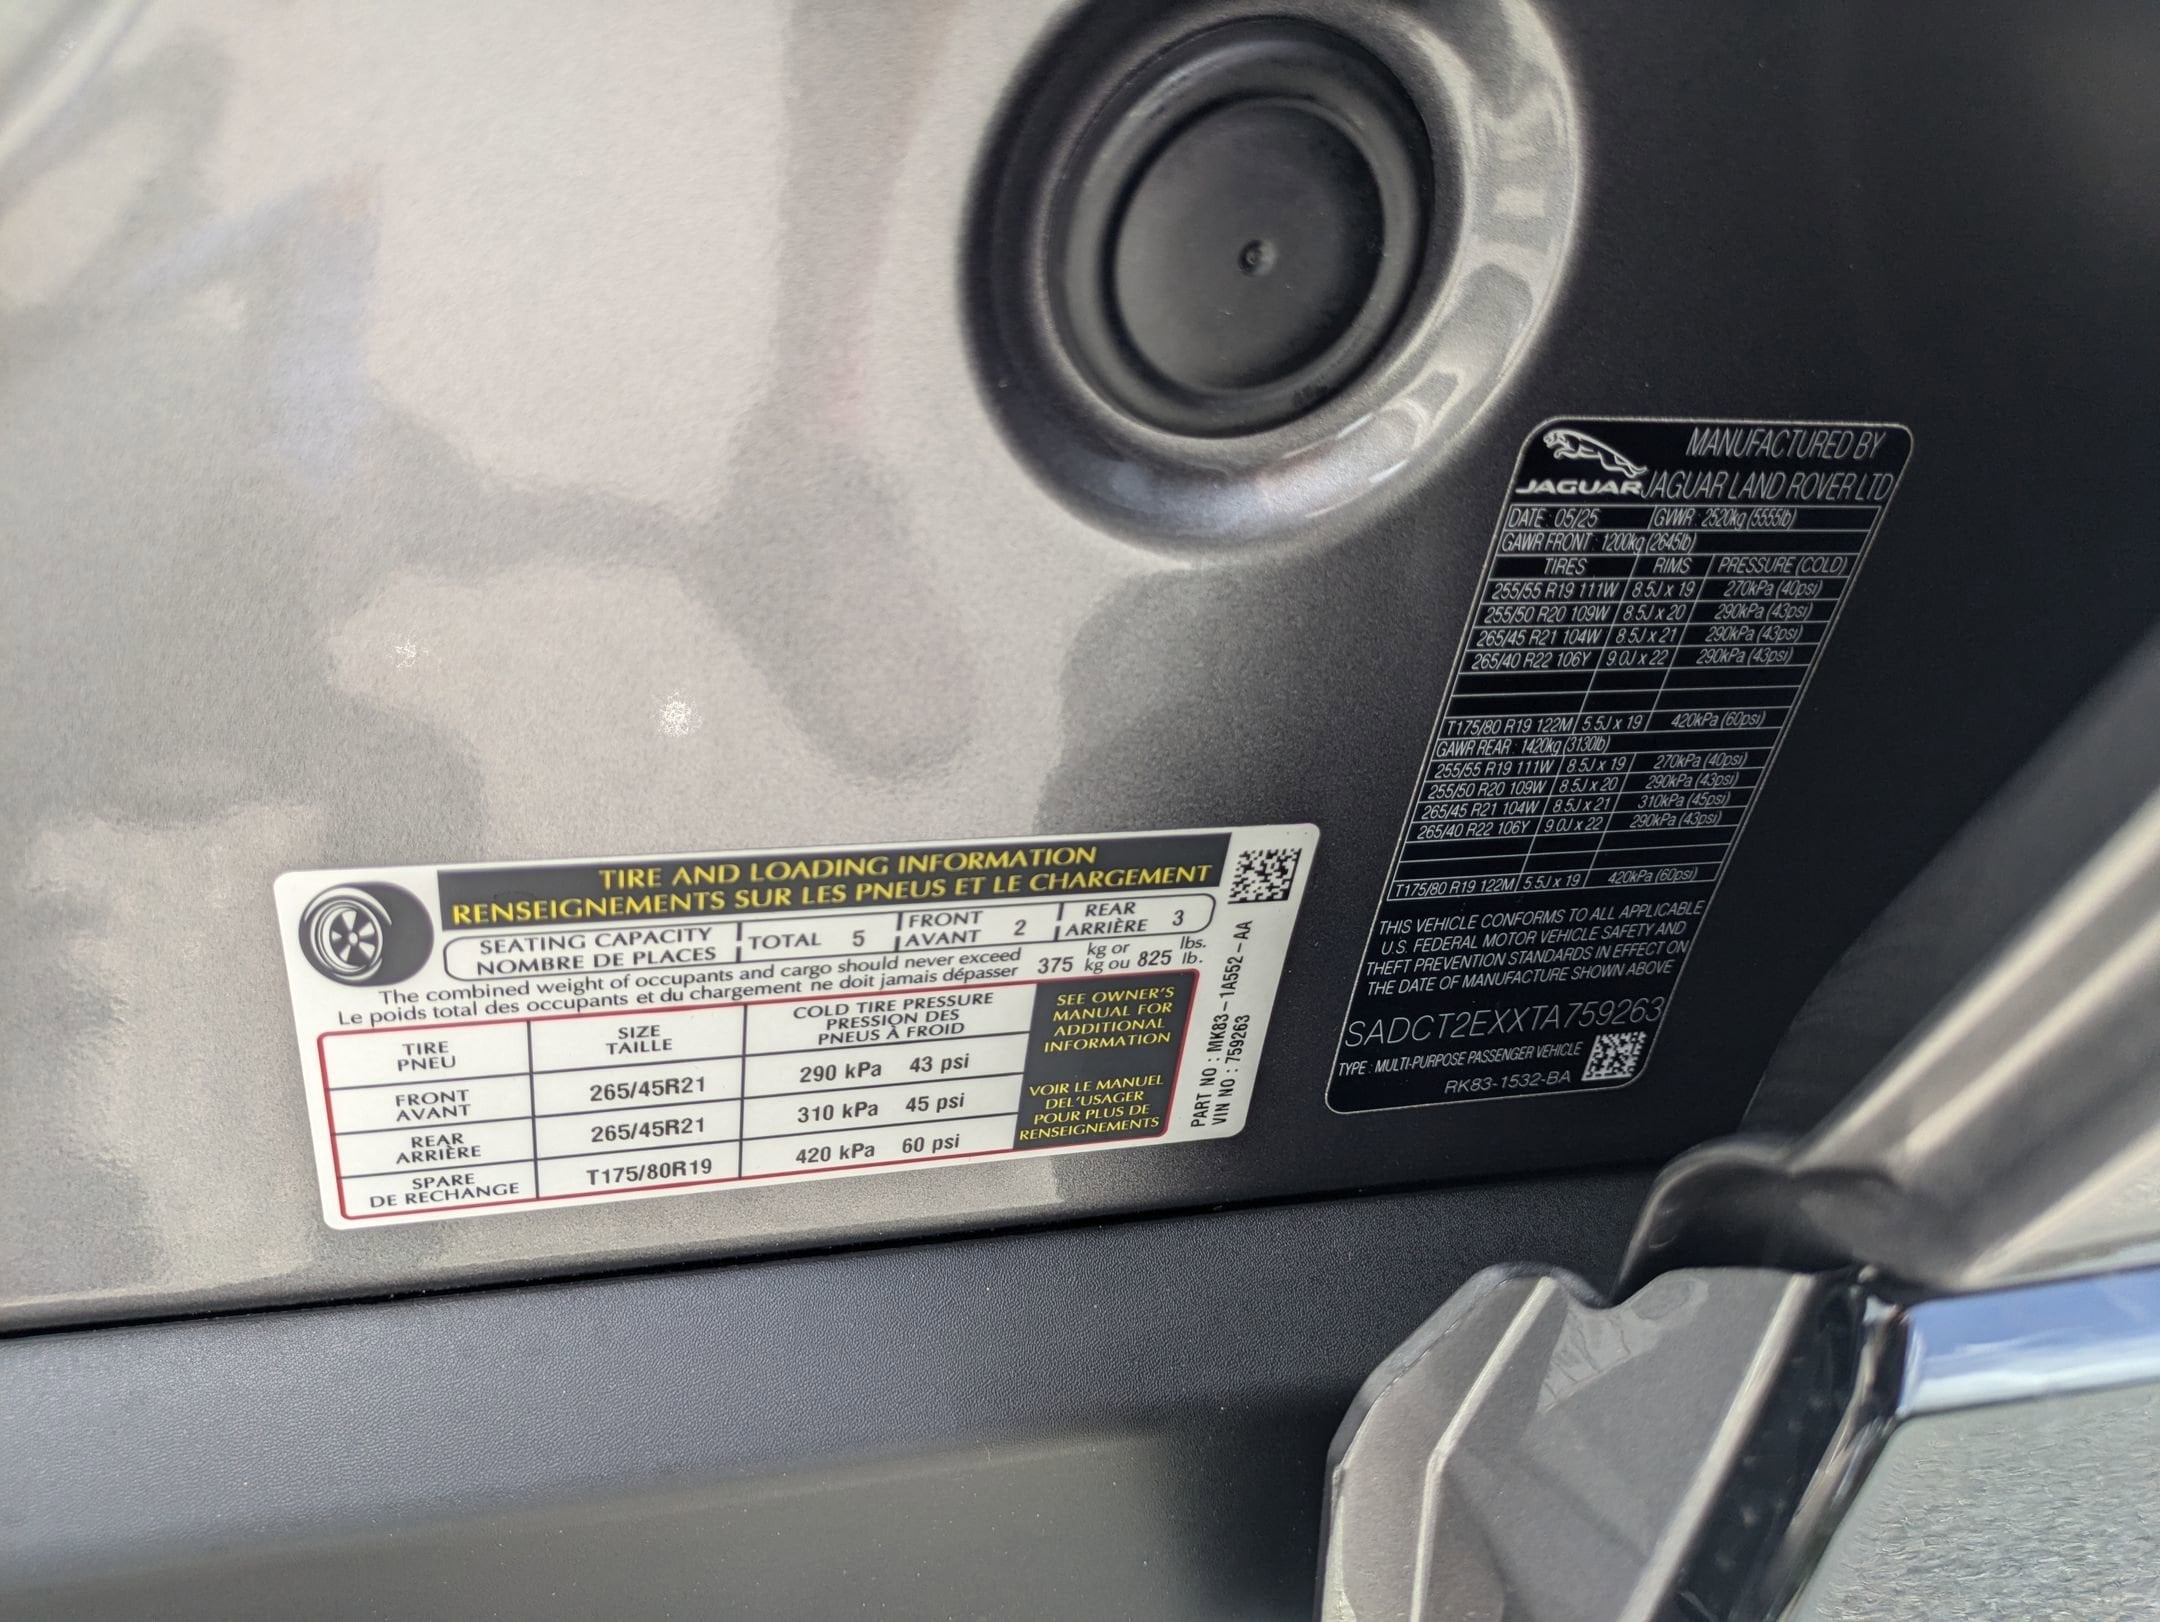 TIRE AND LOADING INFORMATION
RENSEIGNEMENTS SUR LES PNEUS ET LE CHARGEMENT
SEATING CAPACITY
NOMBRE DE PLACES
TOTAL 5
FRONT
AVANT
2
REAR
ARRIÈRE
3
The combined weight of occupants and cargo should never exceed
Le poids total des occupants et du chargement ne doit jamais dépasser
375 kg or 825 lbs.
kg ou lb.
TIRE
PNEU
SIZE
TAILLE
COLD TIRE PRESSURE
PRESSION DES
PNEUS À FROID
FRONT
AVANT
265/45R21
290 kPa 43 psi
REAR
ARRIÈRE
265/45R21
310 kPa 45 psi
SPARE
DE RECHANGE
T175/80R19
420 kPa 60 psi
SEE OWNER'S
MANUAL FOR
ADDITIONAL
INFORMATION
VOIR LE MANUEL
DEL'USAGER
POUR PLUS DE
RENSEIGNEMENTS
PART NO : MK83-1A552-AA
VIN NO : 759263
JAGUAR
MANUFACTURED BY
JAGUAR LAND ROVER LTD
DATE : 05/25 GVWR : 2520kg (5555lb)
GAWR FRONT : 1200kg (2645lb)
TIRES RIMS PRESSURE (COLD)
255/55 R19 111W 8.5J x 19 270kPa (40psi)
255/50 R20 109W 8.5J x 20 290kPa (43psi)
265/45 R21 104W 8.5J x 21 290kPa (43psi)
265/40 R22 106Y 9.0J x 22 290kPa (43psi)
T175/80 R19 122M 5.5J x 19 420kPa (60psi)
GAWR REAR : 1420kg (3130lb)
255/55 R19 111W 8.5J x 19 270kPa (40psi)
255/50 R20 109W 8.5J x 20 290kPa (43psi)
265/45 R21 104W 8.5J x 21 310kPa (45psi)
265/40 R22 106Y 9.0J x 22 290kPa (43psi)
T175/80 R19 122M 5.5J x 19 420kPa (60psi)
THIS VEHICLE CONFORMS TO ALL APPLICABLE
U.S. FEDERAL MOTOR VEHICLE SAFETY AND
THEFT PREVENTION STANDARDS IN EFFECT ON
THE DATE OF MANUFACTURE SHOWN ABOVE
SADCT2EXXTA759263
TYPE : MULTI-PURPOSE PASSENGER VEHICLE
RK83-1532-BA